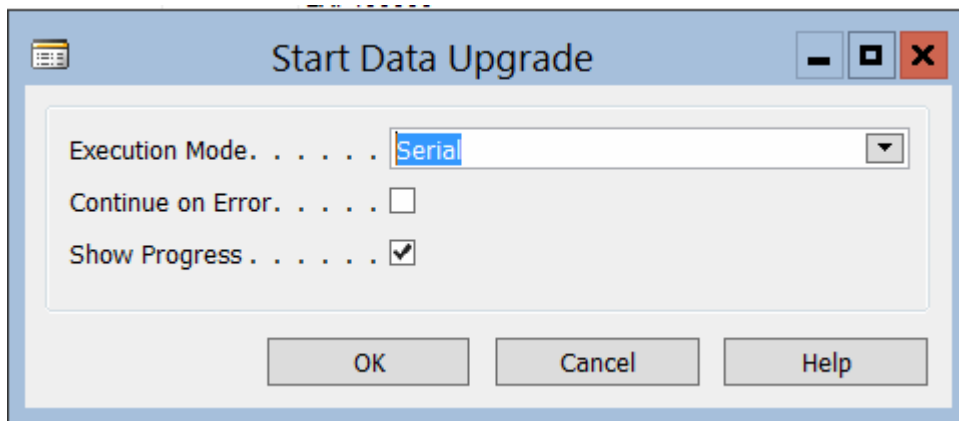 Start Data Upgrade
Execution Mode. . . . . . Serial
Continue on Error. . . . .
Show Progress . . . . . .
OK Cancel Help